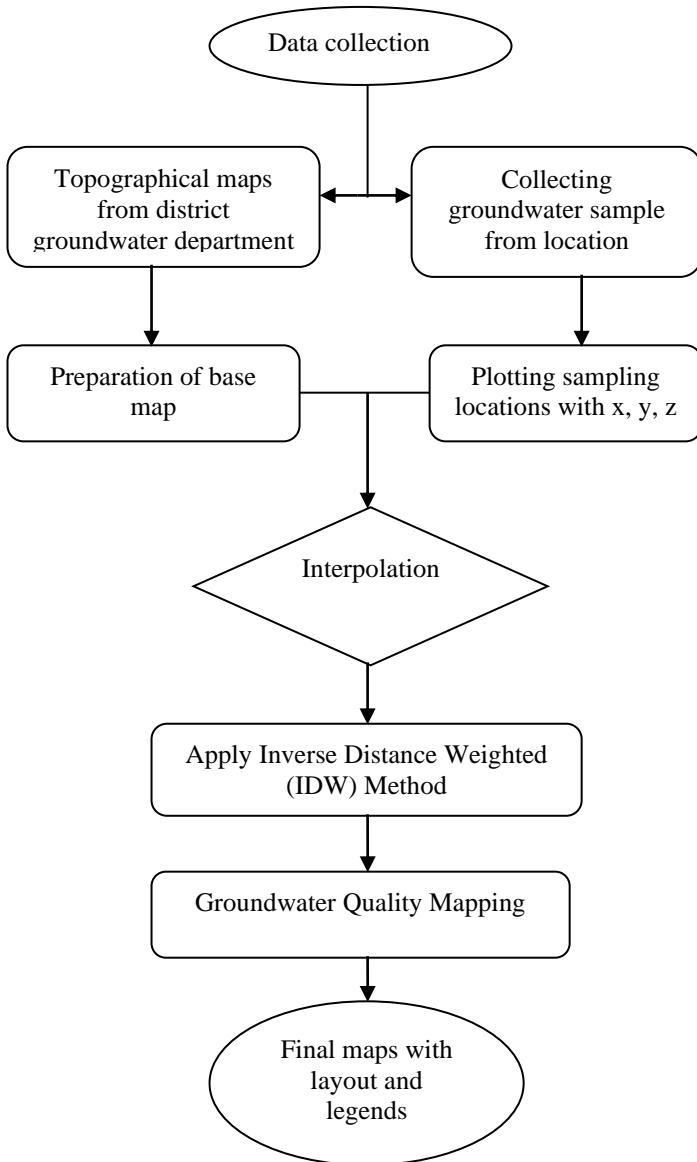 Data collection
Topographical maps
from district
groundwater department
Collecting
groundwater sample
from location
Preparation of base
map
Plotting sampling
locations with x, y, z
Interpolation
Apply Inverse Distance Weighted
(IDW) Method
Groundwater Quality Mapping
Final maps with
layout and
legends